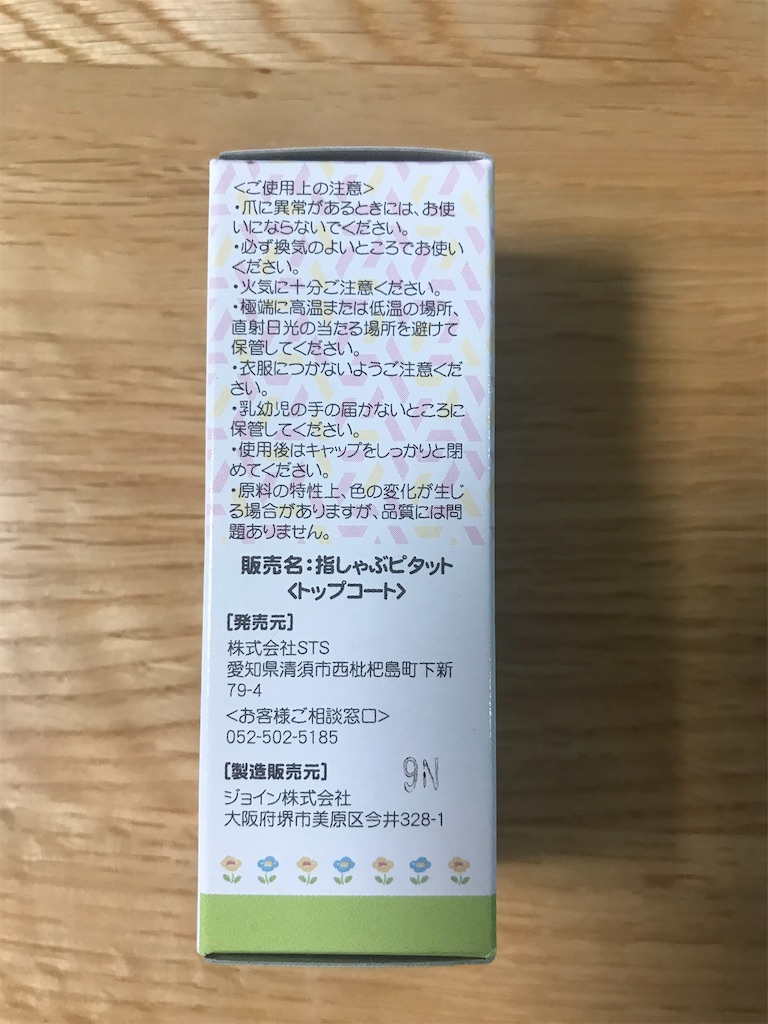 <ご使用上の注意>
・爪に異常があるときには、お使
いにならないでください。
・必ず換気のよいところでお使い
ください。
・火気に十分ご注意ください。
・極端に高温または低温の場所、
直射日光の当たる場所を避けて
保管してください。
・衣服につかないようご注意くだ
さい。
・乳幼児の手の届かないところに
保管してください。
・使用後はキャップをしっかりと閉
めてください。
・原料の特性上、色の変化が生じ
る場合がありますが、品質には問
題ありません。
販売名:指しゃぶピタット
<トップコート>
[発売元]
株式会社STS
愛知県清須市西枇杷島町下新
79-4
<お客様ご相談窓口>
052-502-5185
[製造販売元]
9N
ジョイン株式会社
大阪府堺市美原区今井328-1